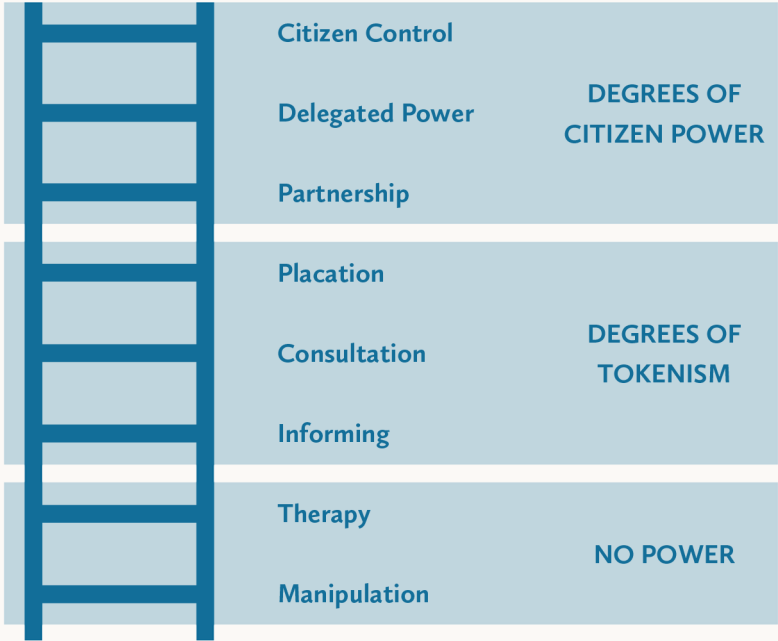 Citizen Control
Delegated Power
Partnership
DEGREES OF
CITIZEN POWER
Placation
Consultation
Informing
DEGREES OF
TOKENISM
Therapy
Manipulation
NO POWER